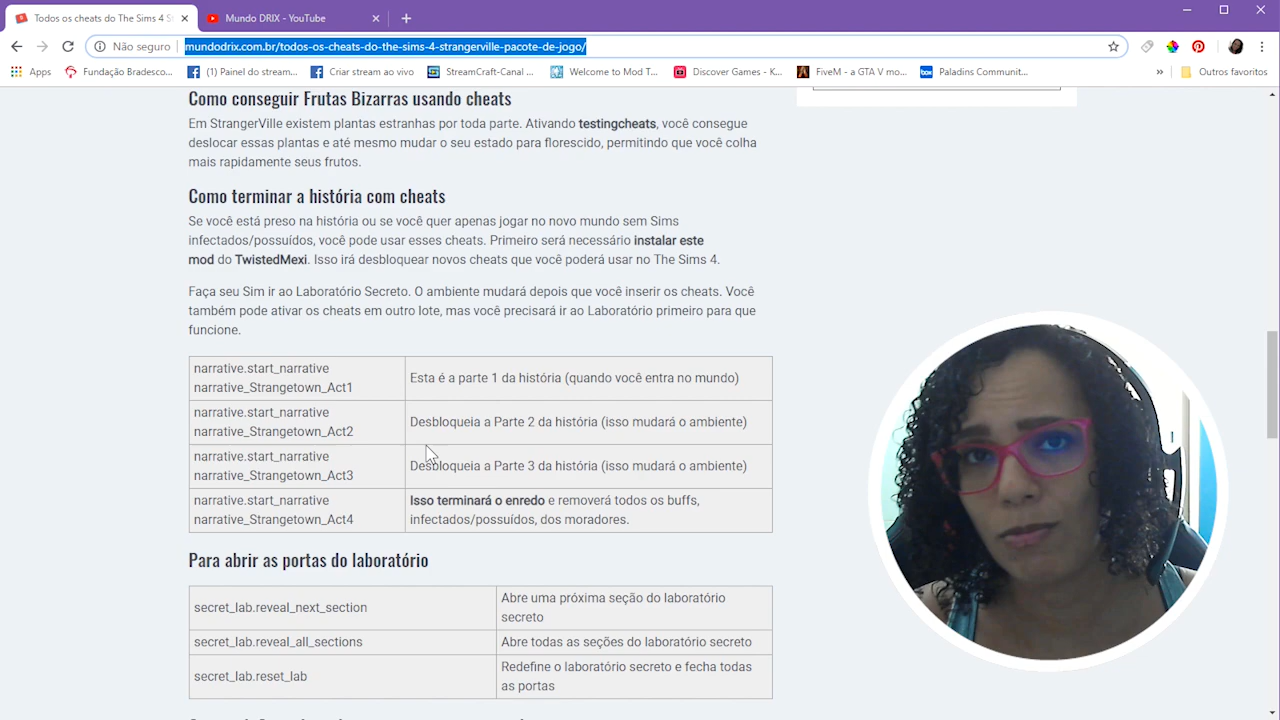 Todos os cheats do The Sims 4 S
Mundo DRIX - YouTube
Não seguro
mundodrix.com.br/todos-os-cheats-do-the-sims-4-strangerville-pacote-de-jogo/
Apps
Fundação Bradesco...
(1) Painel do stream...
Criar stream ao vivo
StreamCraft-Canal ...
Welcome to Mod T...
Discover Games - K...
FiveM - a GTA V mo...
Paladins Communit...
»
Outros favoritos
Como conseguir Frutas Bizarras usando cheats
Em StrangerVille existem plantas estranhas por toda parte. Ativando testingcheats, você consegue
deslocar essas plantas e até mesmo mudar o seu estado para florescido, permitindo que você colha
mais rapidamente seus frutos.
Como terminar a história com cheats
Se você está preso na história ou se você quer apenas jogar no novo mundo sem Sims
infectados/possuídos, você pode usar esses cheats. Primeiro será necessário instalar este
mod do TwistedMexi. Isso irá desbloquear novos cheats que você poderá usar no The Sims 4.
Faça seu Sim ir ao Laboratório Secreto. O ambiente mudará depois que você inserir os cheats. Você
também pode ativar os cheats em outro lote, mas você precisará ir ao Laboratório primeiro para que
funcione.
narrative.start_narrative
narrative_Strangetown_Act1
Esta é a parte 1 da história (quando você entra no mundo)
narrative.start_narrative
narrative_Strangetown_Act2
Desbloqueia a Parte 2 da história (isso mudará o ambiente)
narrative.start_narrative
narrative_Strangetown_Act3
Desbloqueia a Parte 3 da história (isso mudará o ambiente)
narrative.start_narrative
narrative_Strangetown_Act4
Isso terminará o enredo e removerá todos os buffs,
infectados/possuídos, dos moradores.
Para abrir as portas do laboratório
secret_lab.reveal_next_section
Abre uma próxima seção do laboratório
secreto
secret_lab.reveal_all_sections
Abre todas as seções do laboratório secreto
secret_lab.reset_lab
Redefine o laboratório secreto e fecha todas
as portas